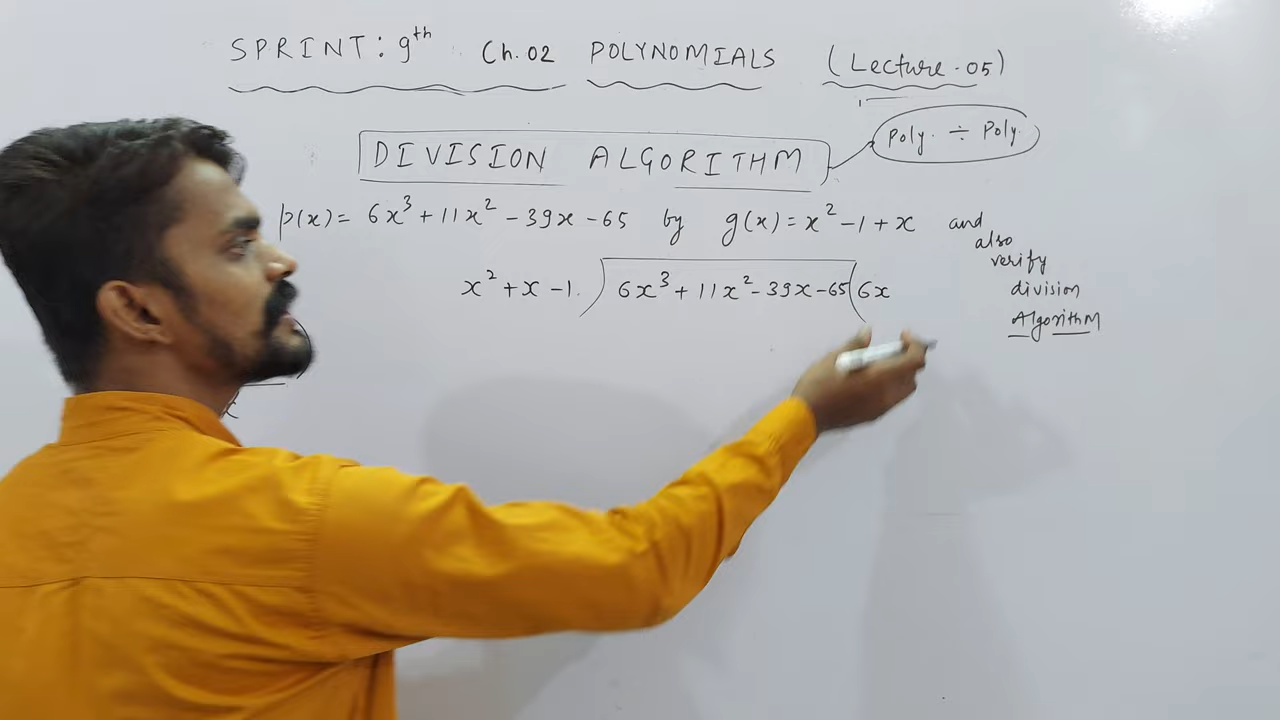 SPRINT: 9th Ch.02 POLYNOMIALS (Lecture-05)
Poly. ÷ Poly.
DIVISION ALGORITHM
p(x) = 6x³ + 11x² - 39x - 65 by g(x) = x² - 1 + x and
also
verify
division
AlgorithM
x² + x - 1 ) 6x³ + 11x² - 39x - 65 ( 6x